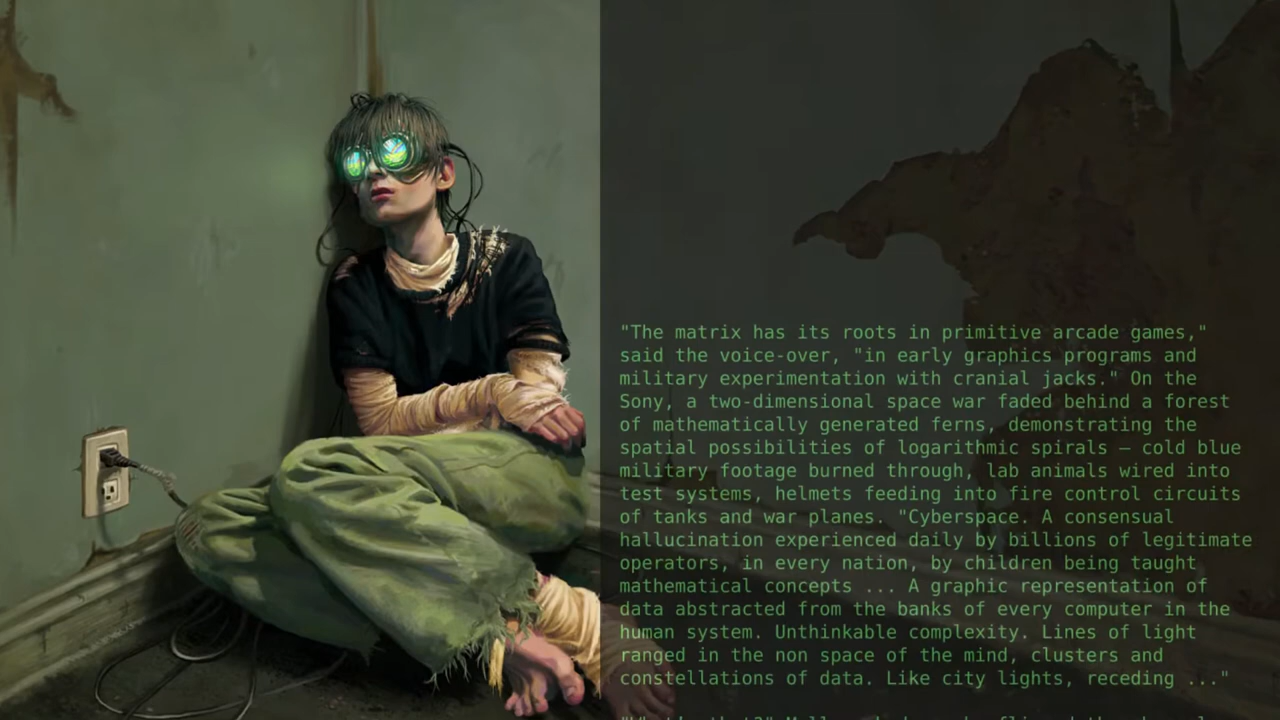 "The matrix has its roots in primitive arcade games,"
said the voice-over, "in early graphics programs and
military experimentation with cranial jacks." On the
Sony, a two-dimensional space war faded behind a forest
of mathematically generated ferns, demonstrating the
spatial possibilities of logarithmic spirals — cold blue
military footage burned through, lab animals wired into
test systems, helmets feeding into fire control circuits
of tanks and war planes. "Cyberspace. A consensual
hallucination experienced daily by billions of legitimate
operators, in every nation, by children being taught
mathematical concepts ... A graphic representation of
data abstracted from the banks of every computer in the
human system. Unthinkable complexity. Lines of light
ranged in the non space of the mind, clusters and
constellations of data. Like city lights, receding ..."